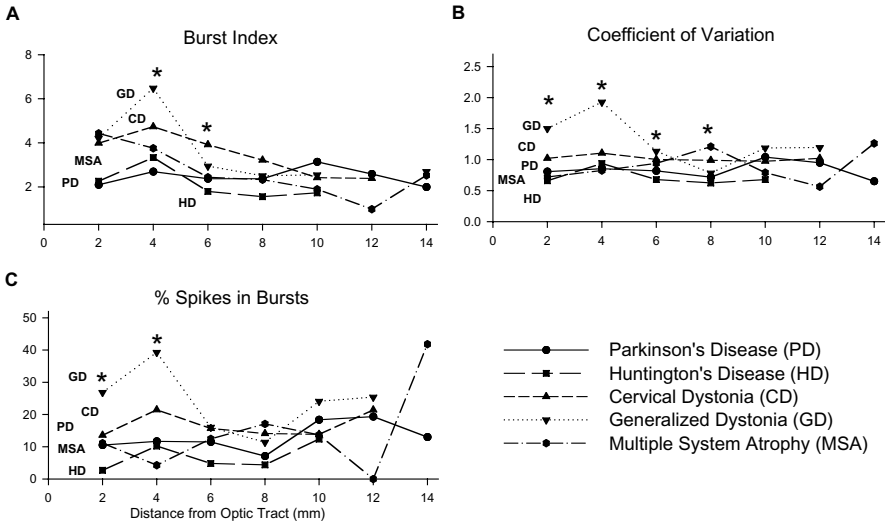 A
Burst Index
8
6
4
2
GD
*
CD
*
MSA
PD
HD
0 2 4 6 8 10 12 14
B
Coefficient of Variation
2.5
2.0
1.5
1.0
0.5
0.0
*
*
*
*
GD
CD
PD
MSA
HD
0 2 4 6 8 10 12 14
C
% Spikes in Bursts
50
40
30
20
10
0
GD
*
*
CD
PD
MSA
HD
0 2 4 6 8 10 12 14
Distance from Optic Tract (mm)
Parkinson's Disease (PD)
Huntington's Disease (HD)
Cervical Dystonia (CD)
Generalized Dystonia (GD)
Multiple System Atrophy (MSA)